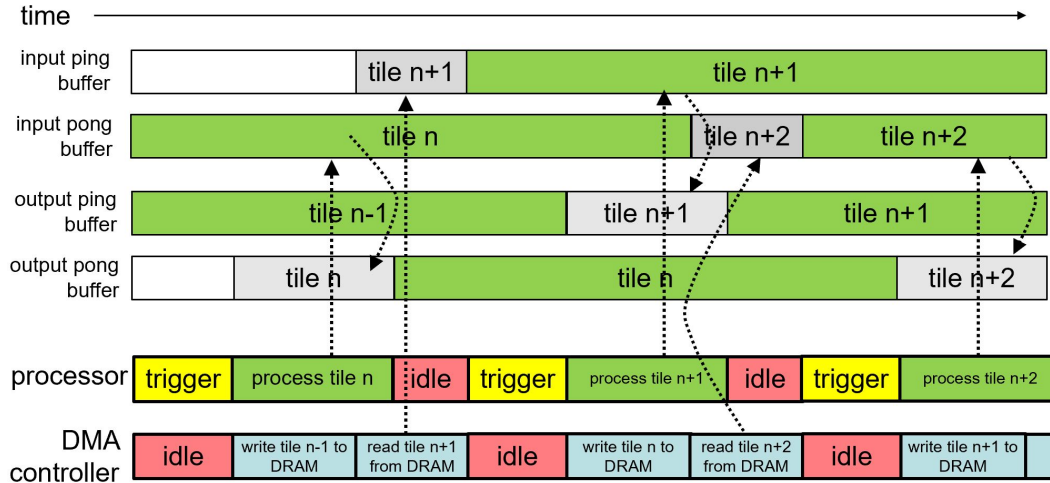 time
input ping
buffer
tile n+1
tile n+1
input pong
buffer
tile n
tile n+2
tile n+2
output ping
buffer
tile n-1
tile n+1
tile n+1
output pong
buffer
tile n
tile n
tile n+2
processor
trigger
process tile n
idle
trigger
process tile n+1
idle
trigger
process tile n+2
DMA
controller
idle
write tile n-1 to
DRAM
read tile n+1
from DRAM
idle
write tile n to
DRAM
read tile n+2
from DRAM
idle
write tile n+1 to
DRAM